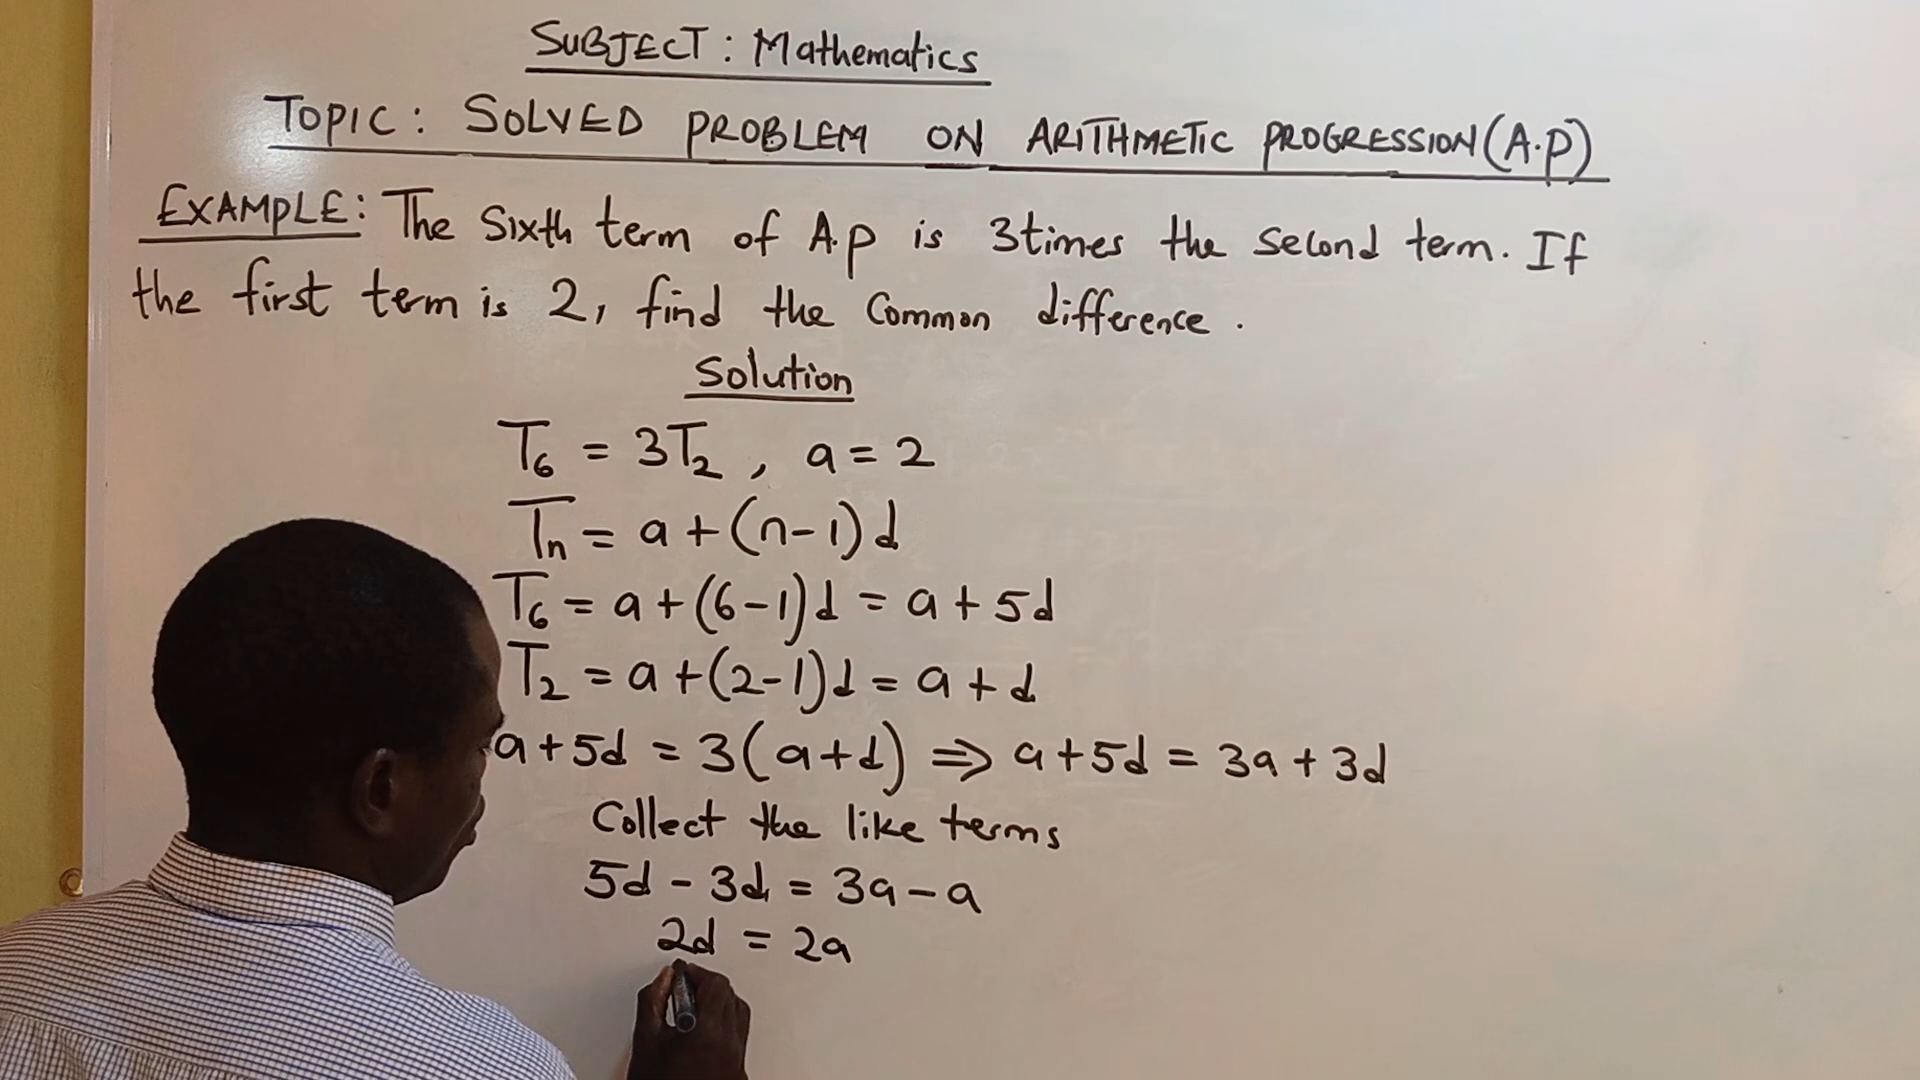 SUBJECT: Mathematics
TOPIC: SOLVED PROBLEM ON ARITHMETIC PROGRESSION (A.P)
EXAMPLE: The Sixth term of A.P is 3times the second term. If
the first term is 2, find the Common difference.
Solution
T₆ = 3T₂, a = 2
Tₙ = a + (n-1)d
T₆ = a + (6-1)d = a + 5d
T₂ = a + (2-1)d = a + d
a + 5d = 3(a+d) ⇒ a + 5d = 3a + 3d
Collect the like terms
5d - 3d = 3a - a
2d = 2a